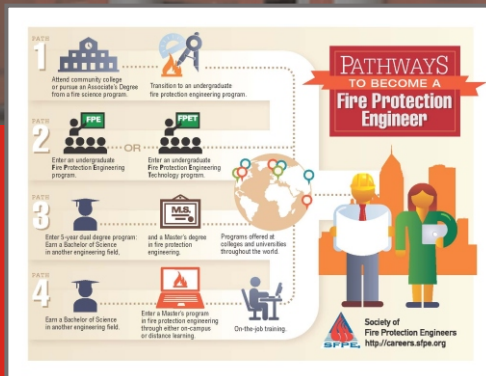 PATH
1
Attend community college
or pursue an Associate's Degree
from a fire science program.
Transition to an undergraduate
fire protection engineering program.
PATH
2
FPE
Enter an undergraduate
Fire Protection Engineering
program.
OR
FPET
Enter an undergraduate
Fire Protection Engineering
Technology program.
PATH
3
Enter 5-year dual degree program:
Earn a Bachelor of Science
in another engineering field.
M.S.
and a Master's degree
in fire protection
engineering.
Programs offered at
colleges and universities
throughout the world.
PATH
4
Earn a Bachelor of Science
in another engineering field.
Enter a Master's program
in fire protection engineering
through either on-campus
or distance learning
On-the-job training.
PATHWAYS
TO BECOME A
Fire Protection
Engineer
SFPE
Society of
Fire Protection Engineers
http://careers.sfpe.org